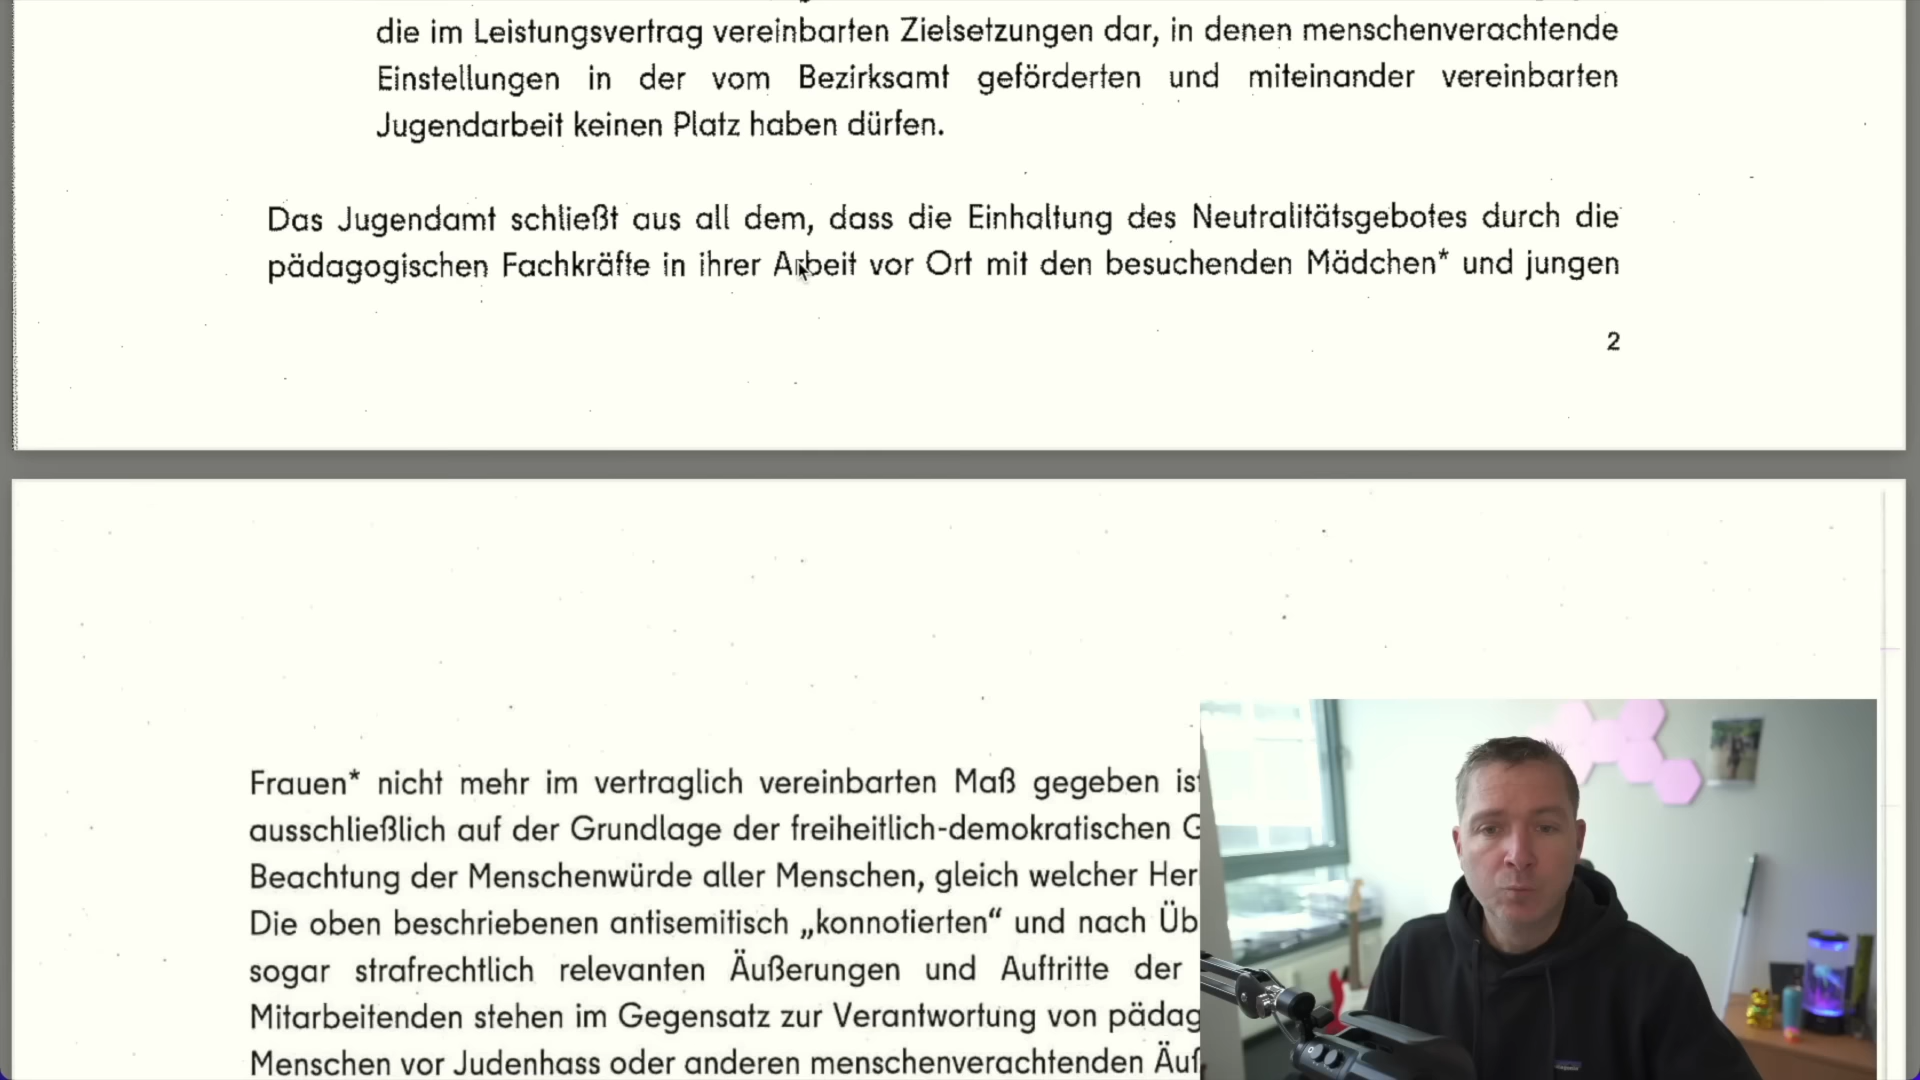 die im Leistungsvertrag vereinbarten Zielsetzungen dar, in denen menschenverachtende
Einstellungen in der vom Bezirksamt geförderten und miteinander vereinbarten
Jugendarbeit keinen Platz haben dürfen.
Das Jugendamt schließt aus all dem, dass die Einhaltung des Neutralitätsgebotes durch die
pädagogischen Fachkräfte in ihrer Arbeit vor Ort mit den besuchenden Mädchen* und jungen
2
Frauen* nicht mehr im vertraglich vereinbarten Maß gegeben
ausschließlich auf der Grundlage der freiheitlich-demokratischen
Beachtung der Menschenwürde aller Menschen, gleich welcher
Die oben beschriebenen antisemitisch „konnotierten“ und nach
sogar strafrechtlich relevanten Äußerungen und Auftritte der
Mitarbeitenden stehen im Gegensatz zur Verantwortung von
Menschen vor Judenhass oder anderen menschenverachtenden